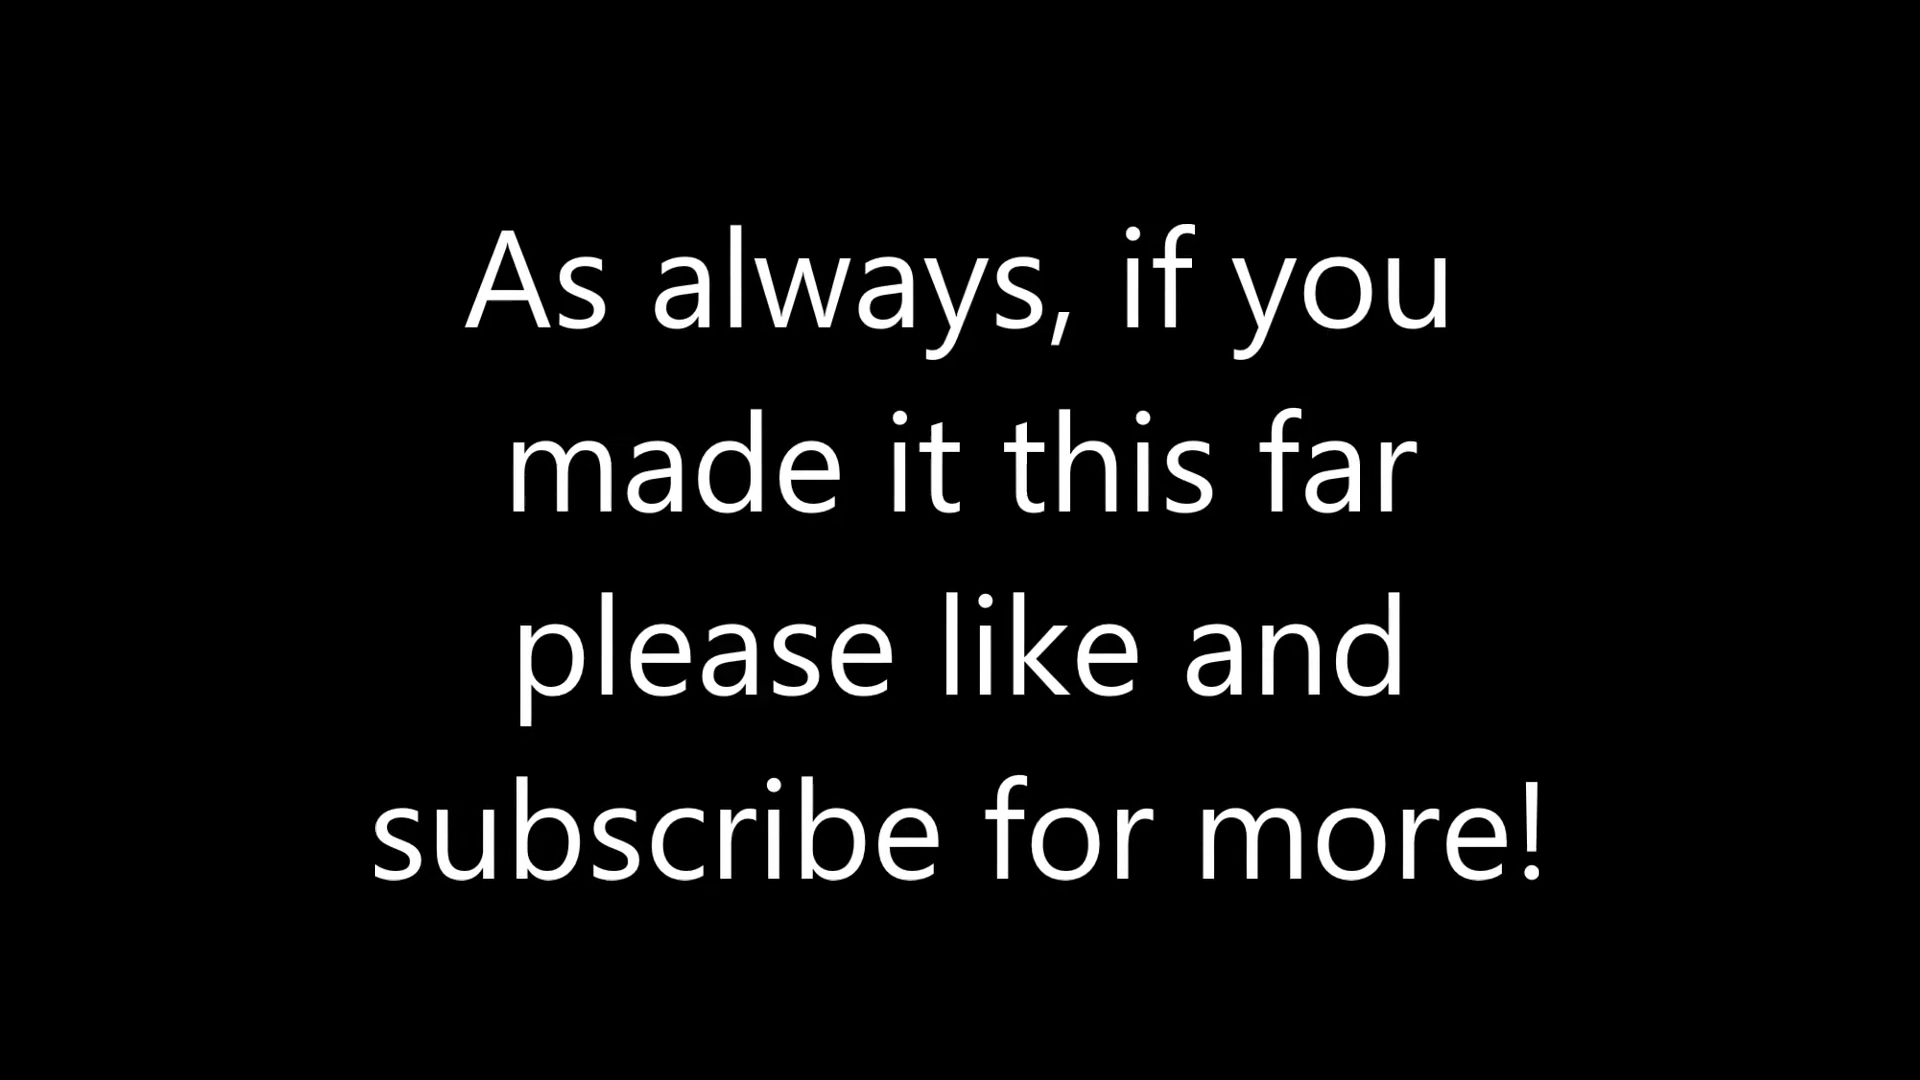 As always, if you
made it this far
please like and
subscribe for more!